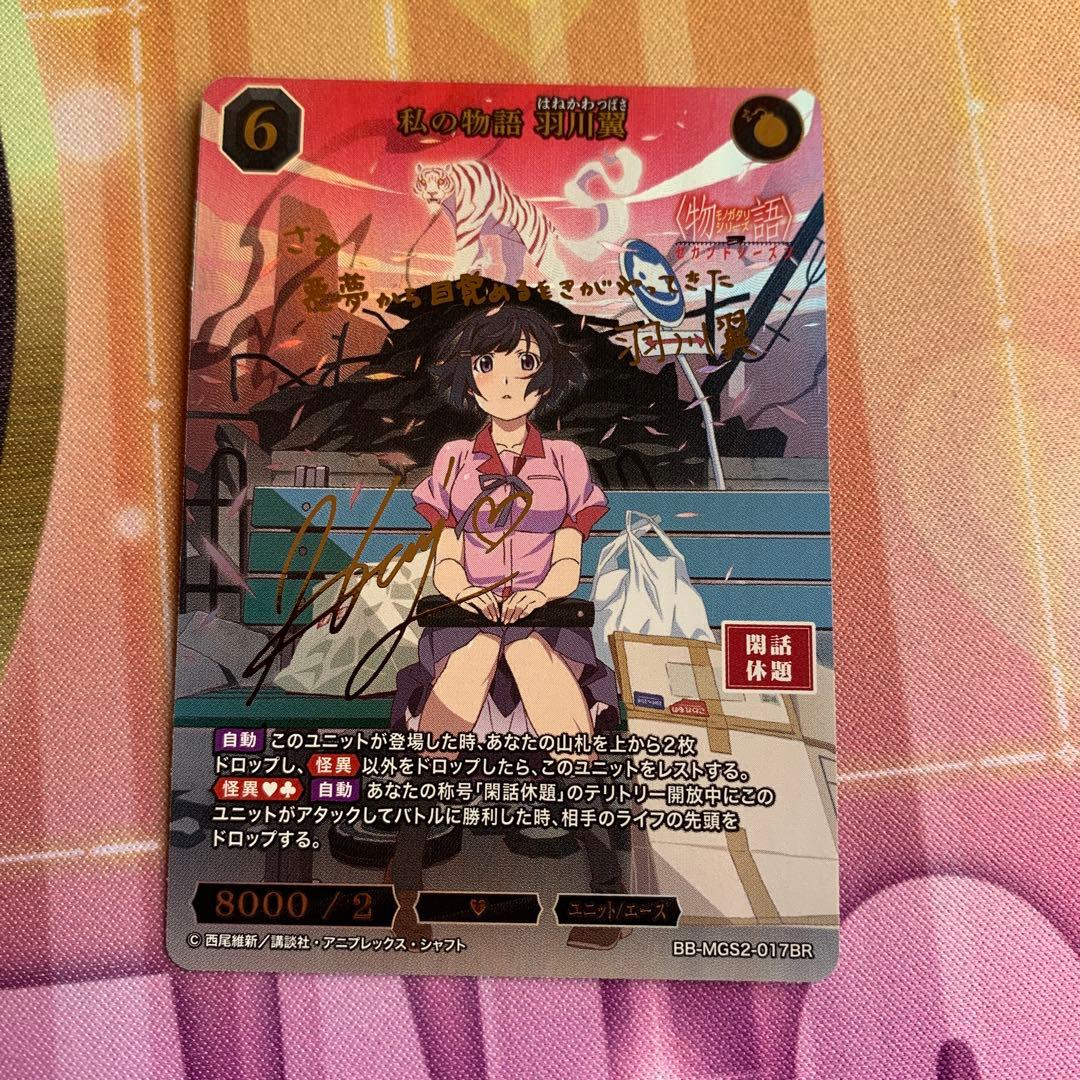 6
はねかわつばさ
私の物語 羽川翼
〈物語〉
モノガタリ
シリーズ
セカンドシーズン
さぁ
悪夢から目覚めるときがやってきた
羽川翼
閑話
休題
自動 このユニットが登場した時、あなたの山札を上から2枚
ドロップし、怪異以外をドロップしたら、このユニットをレストする。
怪異♥♣ 自動 あなたの称号「閑話休題」のテリトリー開放中にこの
ユニットがアタックしてバトルに勝利した時、相手のライフの先頭を
ドロップする。
8000 / 2
ユニット/エース
© 西尾維新/講談社・アニプレックス・シャフト
BB-MGS2-017BR